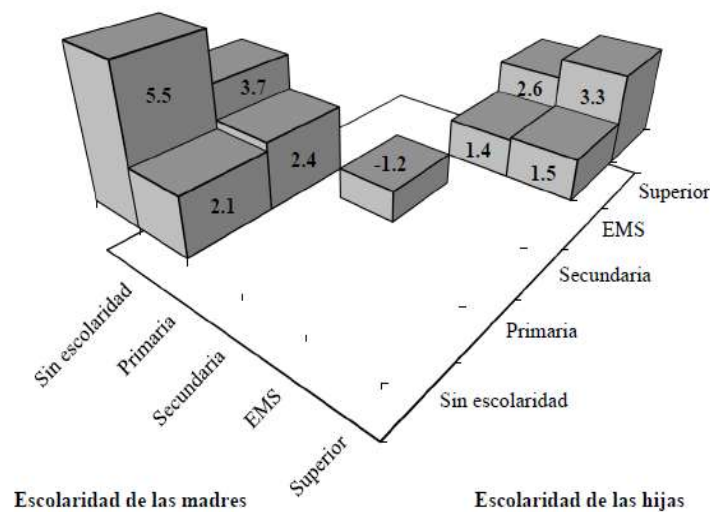 5.5
3.7
2.1
2.4
-1.2
2.6
3.3
1.4
1.5
Sin escolaridad
Primaria
Secundaria
EMS
Superior
Superior
EMS
Secundaria
Primaria
Sin escolaridad
Escolaridad de las madres
Escolaridad de las hijas